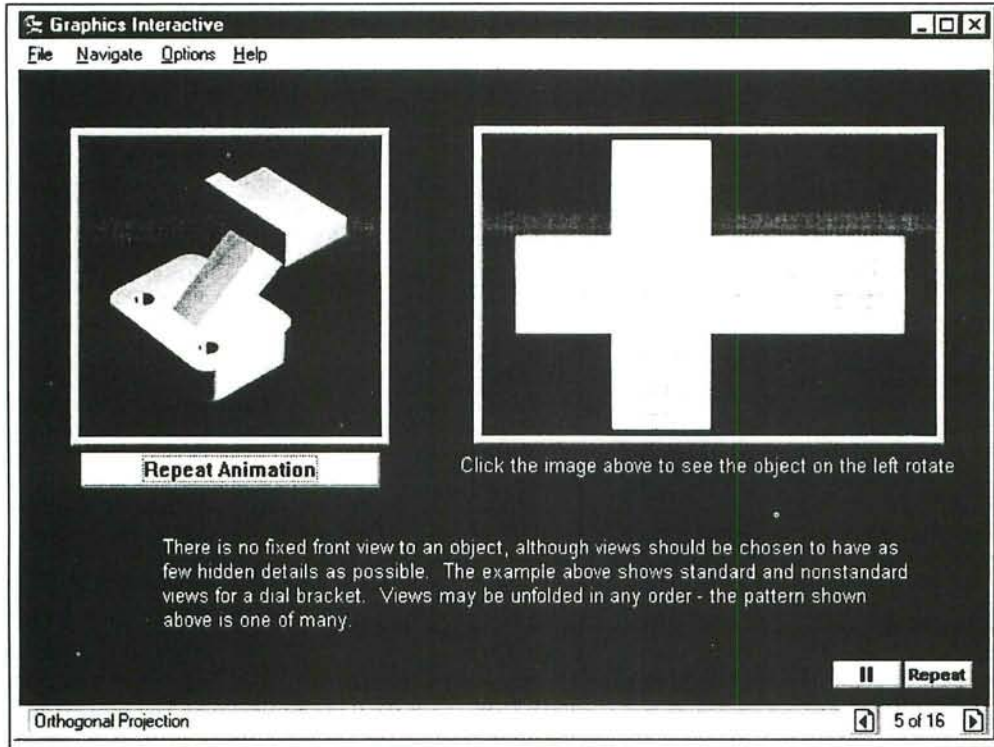 Graphics Interactive
File Navigate Options Help
Repeat Animation
Click the image above to see the object on the left rotate
There is no fixed front view to an object, although views should be chosen to have as
few hidden details as possible. The example above shows standard and nonstandard
views for a dial bracket. Views may be unfolded in any order - the pattern shown
above is one of many.
Repeat
Orthogonal Projection
5 of 16